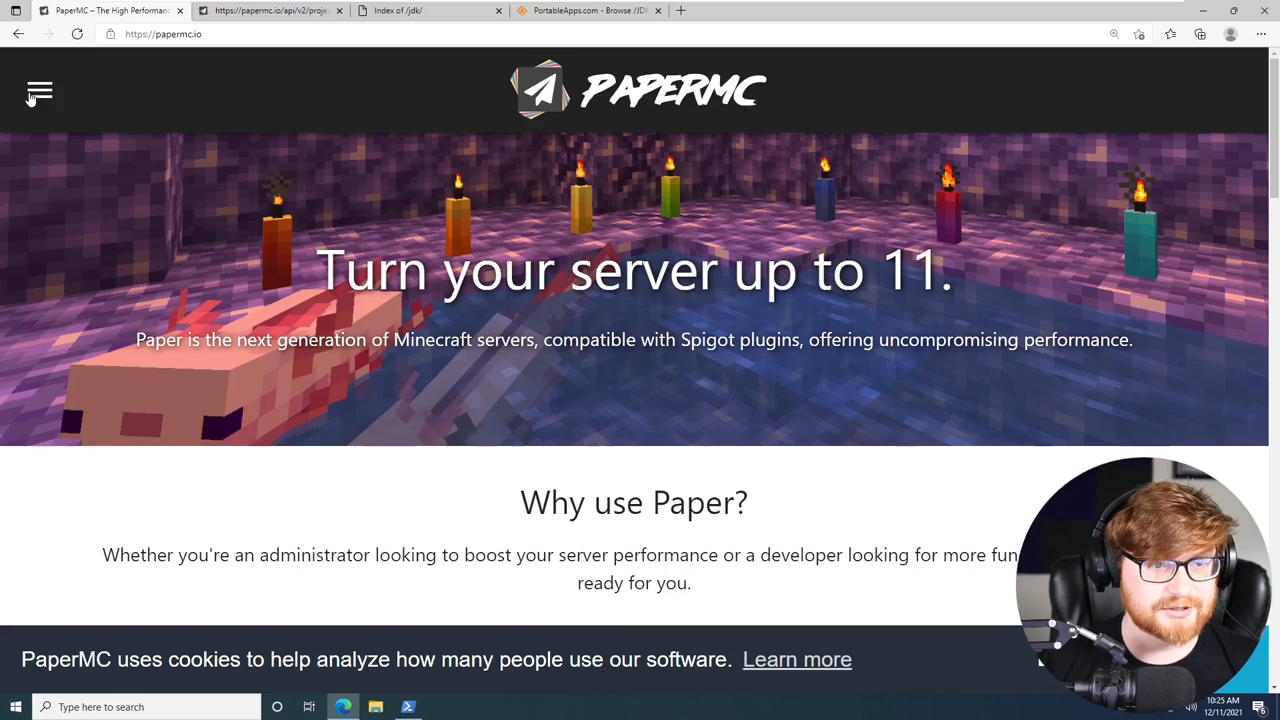 PaperMC – The High Performanc
https://papermc.io/api/v2/projec
Index of /jdk/
PortableApps.com - Browse /JDK
https://papermc.io
PAPERMC
Turn your server up to 11.
Paper is the next generation of Minecraft servers, compatible with Spigot plugins, offering uncompromising performance.
Why use Paper?
Whether you're an administrator looking to boost your server performance or a developer looking for more fun
ready for you.
PaperMC uses cookies to help analyze how many people use our software. Learn more
Type here to search
10:25 AM
12/11/2021